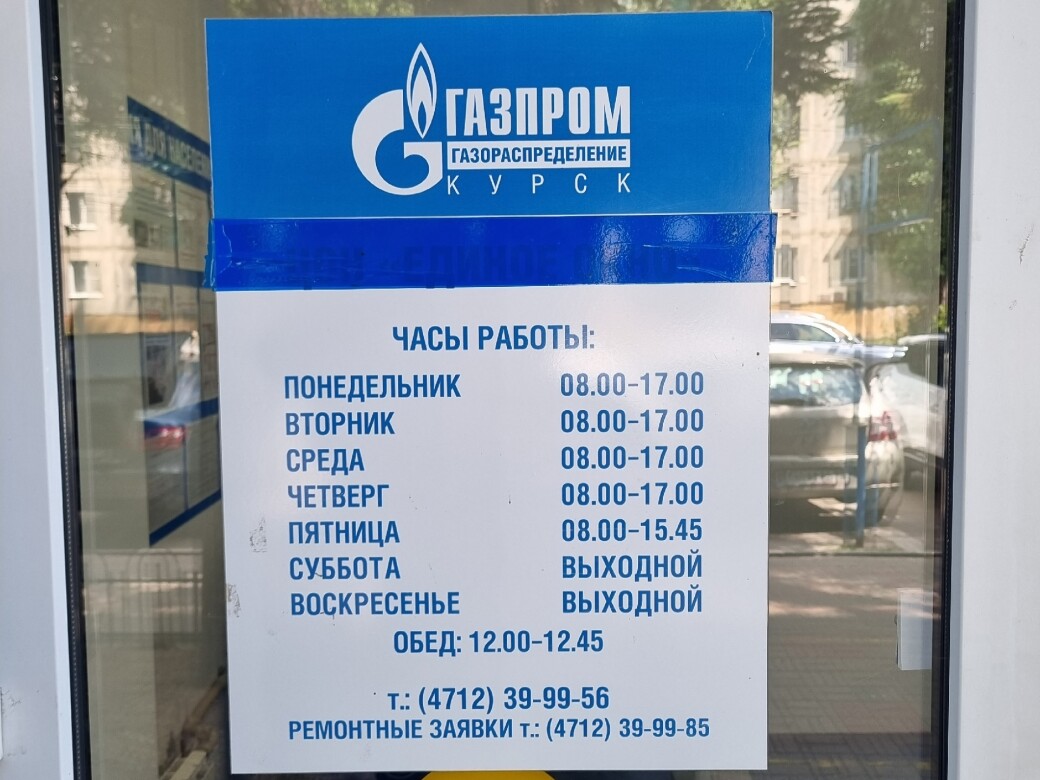 ГАЗПРОМ
ГАЗОРАСПРЕДЕЛЕНИЕ
КУРСК
ЕДИНОЕ ОКНО
ЧАСЫ РАБОТЫ:
ПОНЕДЕЛЬНИК 08.00-17.00
ВТОРНИК 08.00-17.00
СРЕДА 08.00-17.00
ЧЕТВЕРГ 08.00-17.00
ПЯТНИЦА 08.00-15.45
СУББОТА ВЫХОДНОЙ
ВОСКРЕСЕНЬЕ ВЫХОДНОЙ
ОБЕД: 12.00-12.45
т.: (4712) 39-99-56
РЕМОНТНЫЕ ЗАЯВКИ т.: (4712) 39-99-85